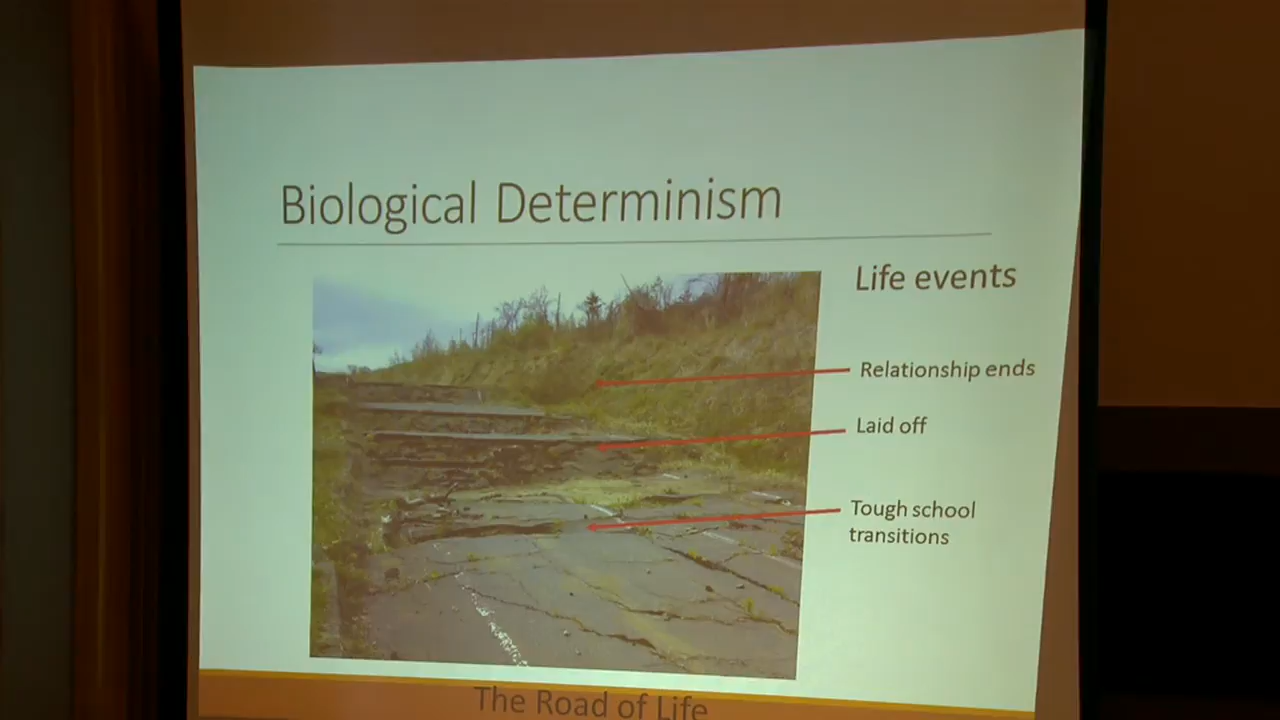 Biological Determinism
Life events
Relationship ends
Laid off
Tough school
transitions
The Road of Life